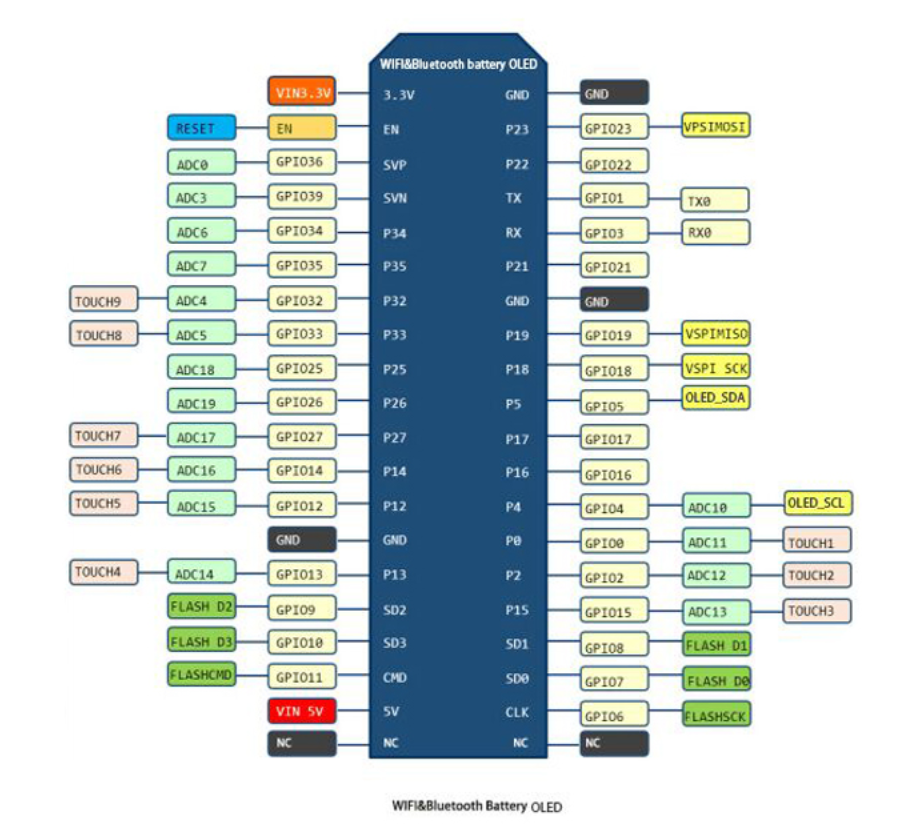 WIFI&Bluetooth battery OLED
VIN3.3V 3.3V GND GND
RESET EN EN P23 GPIO23 VPSIMOSI
ADC0 GPIO36 SVP P22 GPIO22
ADC3 GPIO39 SVN TX GPIO1 TX0
ADC6 GPIO34 P34 RX GPIO3 RX0
ADC7 GPIO35 P35 P21 GPIO21
TOUCH9 ADC4 GPIO32 P32 GND GND
TOUCH8 ADC5 GPIO33 P33 P19 GPIO19 VSPIMISO
ADC18 GPIO25 P25 P18 GPIO18 VSPI SCK
ADC19 GPIO26 P26 P5 GPIO5 OLED_SDA
TOUCH7 ADC17 GPIO27 P27 P17 GPIO17
TOUCH6 ADC16 GPIO14 P14 P16 GPIO16
TOUCH5 ADC15 GPIO12 P12 P4 GPIO4 ADC10 OLED_SCL
GND GND P0 GPIO0 ADC11 TOUCH1
TOUCH4 ADC14 GPIO13 P13 P2 GPIO2 ADC12 TOUCH2
FLASH D2 GPIO9 SD2 P15 GPIO15 ADC13 TOUCH3
FLASH D3 GPIO10 SD3 SD1 GPIO8 FLASH D1
FLASHCMD GPIO11 CMD SD0 GPIO7 FLASH D0
VIN 5V 5V CLK GPIO6 FLASHSCK
NC NC NC NC
WIFI&Bluetooth Battery OLED